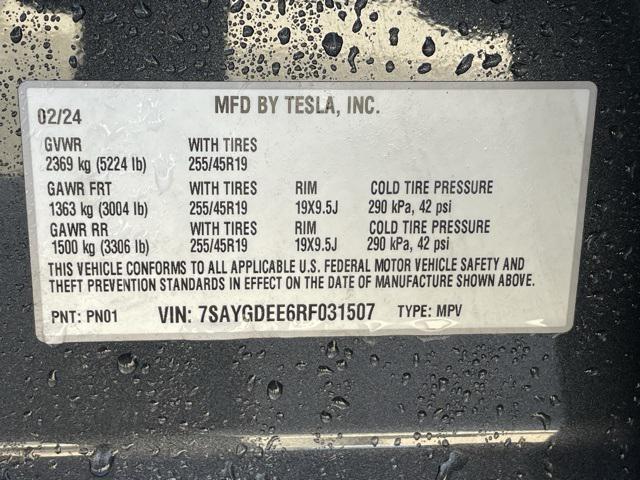 02/24 MFD BY TESLA, INC.
GVWR WITH TIRES
2369 kg (5224 lb) 255/45R19
GAWR FRT WITH TIRES RIM COLD TIRE PRESSURE
1363 kg (3004 lb) 255/45R19 19X9.5J 290 kPa, 42 psi
GAWR RR WITH TIRES RIM COLD TIRE PRESSURE
1500 kg (3306 lb) 255/45R19 19X9.5J 290 kPa, 42 psi
THIS VEHICLE CONFORMS TO ALL APPLICABLE U.S. FEDERAL MOTOR VEHICLE SAFETY AND
THEFT PREVENTION STANDARDS IN EFFECT ON THE DATE OF MANUFACTURE SHOWN ABOVE.
PNT: PN01 VIN: 7SAYGDEE6RF031507 TYPE: MPV